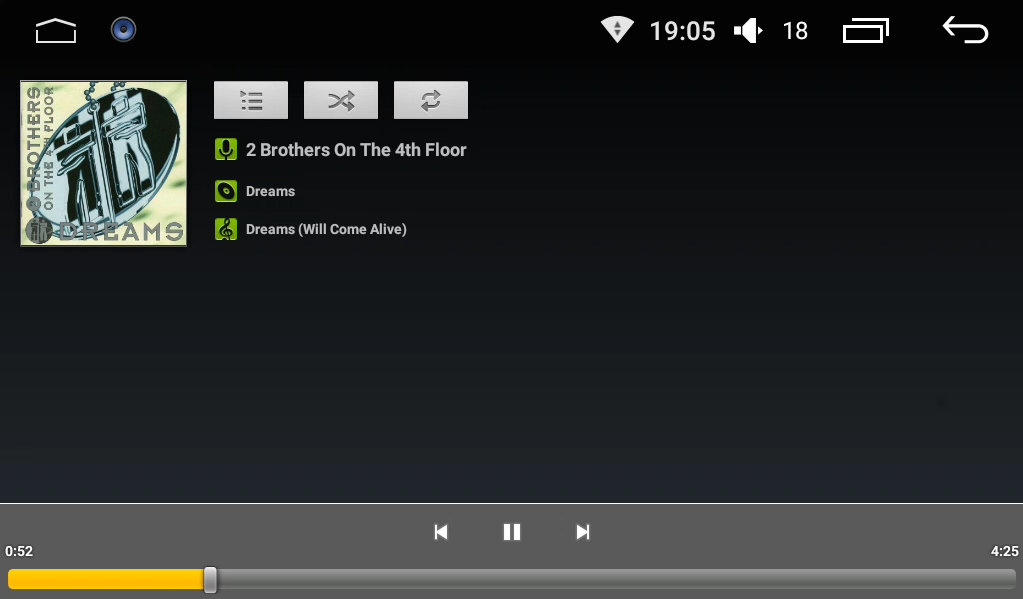 19:05
18
2 BROTHERS
ON THE 4TH FLOOR
DREAMS
2 Brothers On The 4th Floor
Dreams
Dreams (Will Come Alive)
0:52
4:25